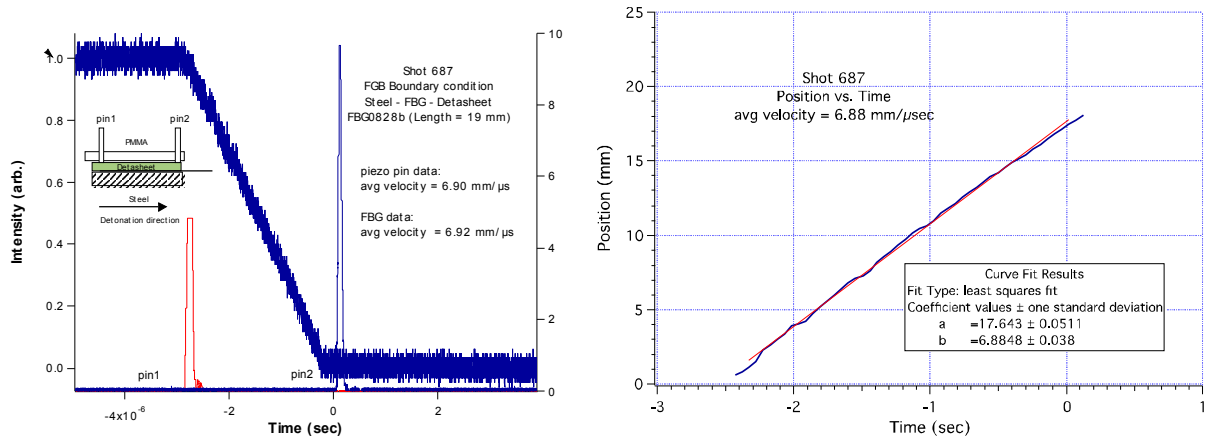 Shot 687
FGB Boundary condition
Steel - FBG - Detasheet
FBG0828b (Length = 19 mm)
piezo pin data:
avg velocity = 6.90 mm/µs
FBG data:
avg velocity = 6.92 mm/µs
pin1 pin2
PMMA
Detasheet
Steel
Detonation direction
pin1 pin2
Intensity (arb.)
1.0
0.8
0.6
0.4
0.2
0.0
10
8
6
4
2
0
-4x10⁻⁶ -2 0 2
Time (sec)
Shot 687
Position vs. Time
avg velocity = 6.88 mm/µsec
Curve Fit Results
Fit Type: least squares fit
Coefficient values ± one standard deviation
a =17.643 ± 0.0511
b =6.8848 ± 0.038
Position (mm)
25
20
15
10
5
0
-3 -2 -1 0 1
Time (sec)